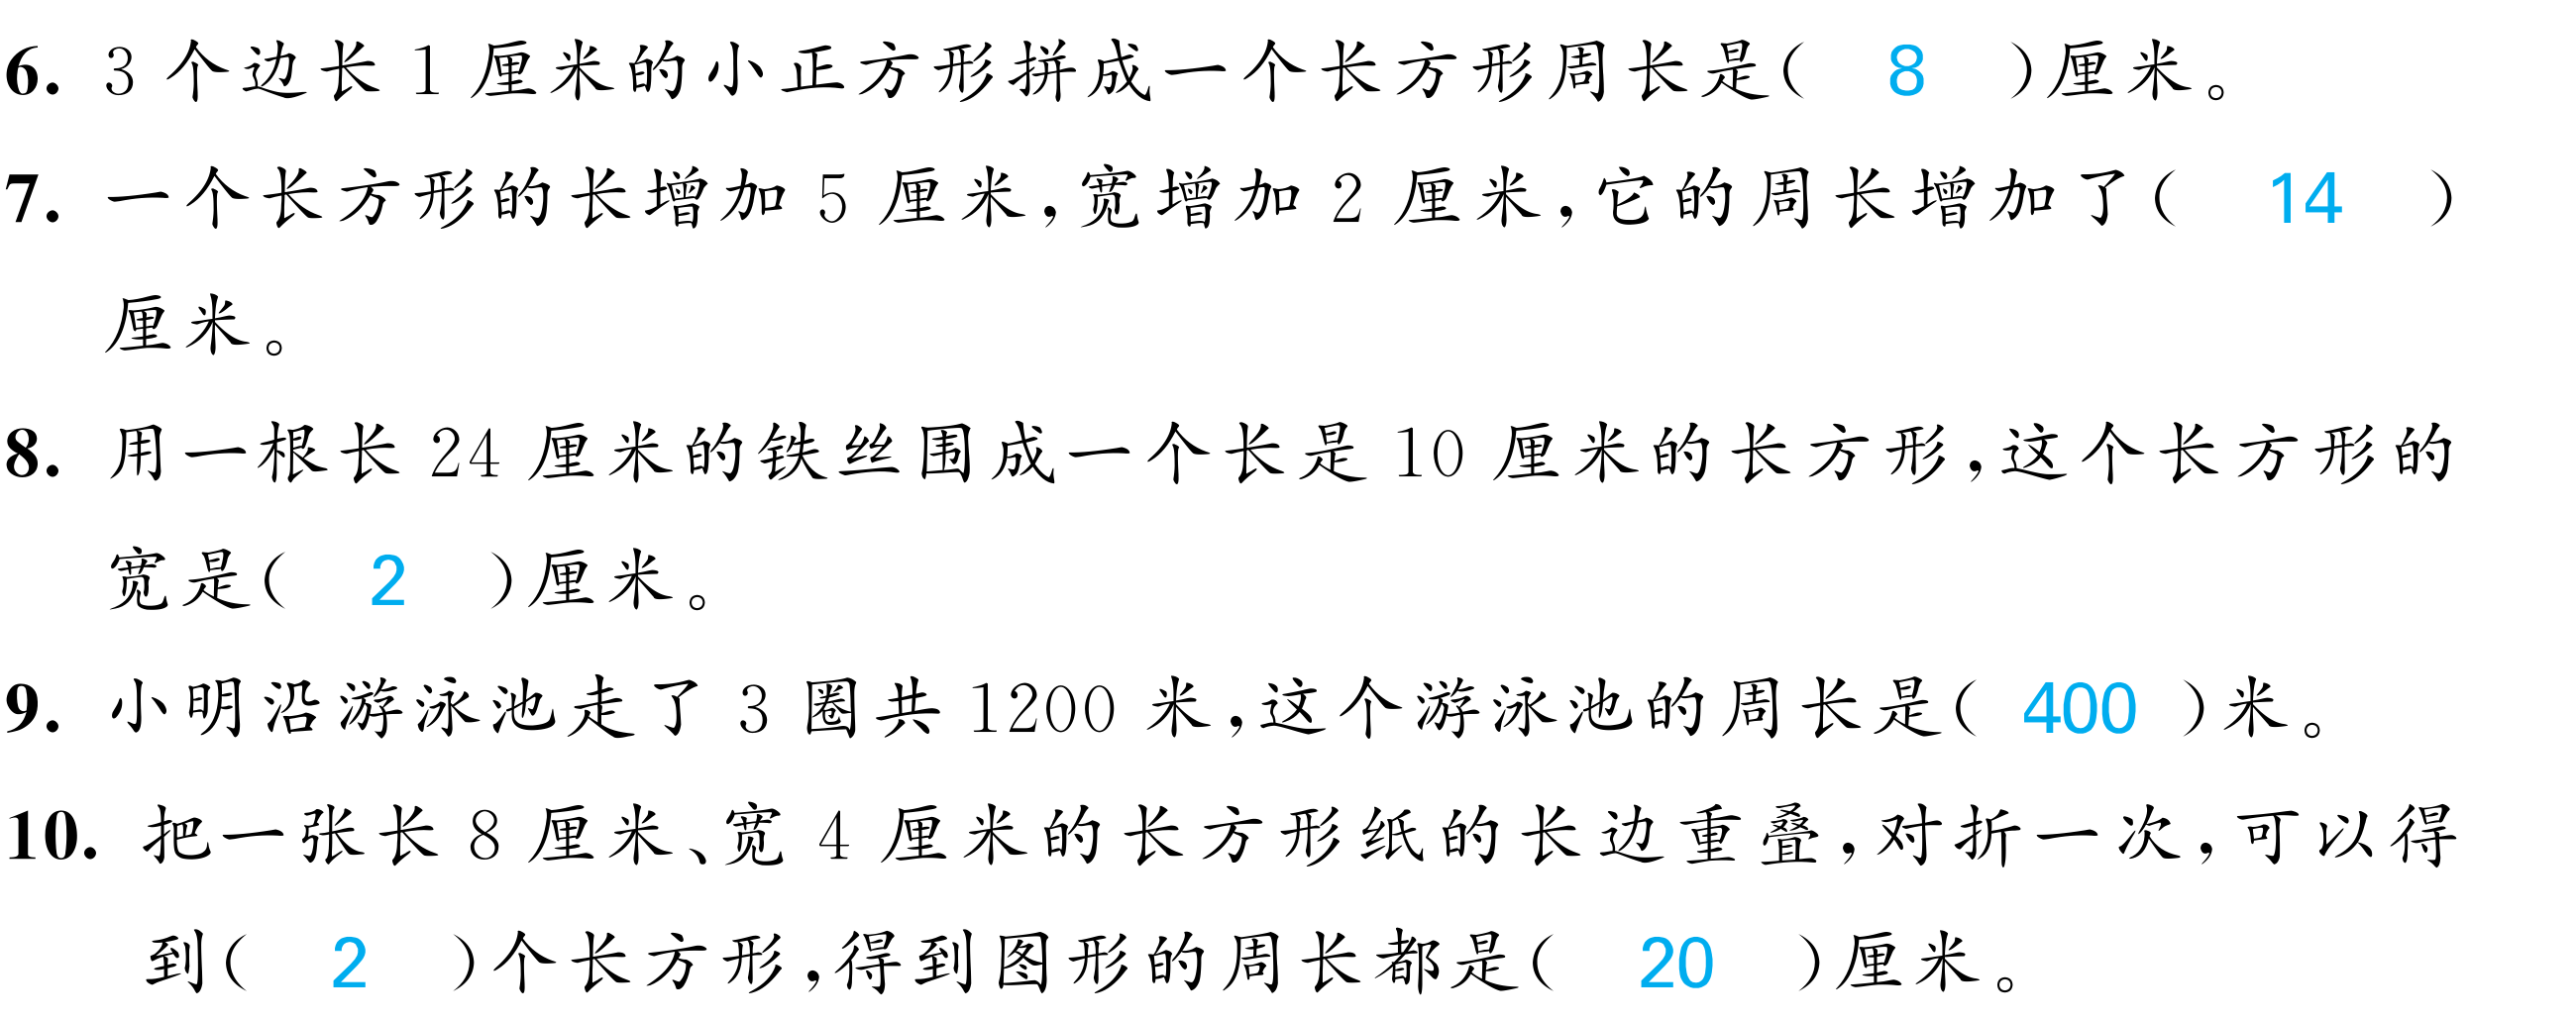 6. 3 个边长 1 厘米的小正方形拼成一个长方形周长是( 8 )厘米。
7. 一个长方形的长增加 5 厘米,宽增加 2 厘米,它的周长增加了( 14 )
厘米。
8. 用一根长 24 厘米的铁丝围成一个长是 10 厘米的长方形,这个长方形的
宽是( 2 )厘米。
9. 小明沿游泳池走了 3 圈共 1200 米,这个游泳池的周长是( 400 )米。
10. 把一张长 8 厘米、宽 4 厘米的长方形纸的长边重叠,对折一次,可以得
到( 2 )个长方形,得到图形的周长都是( 20 )厘米。